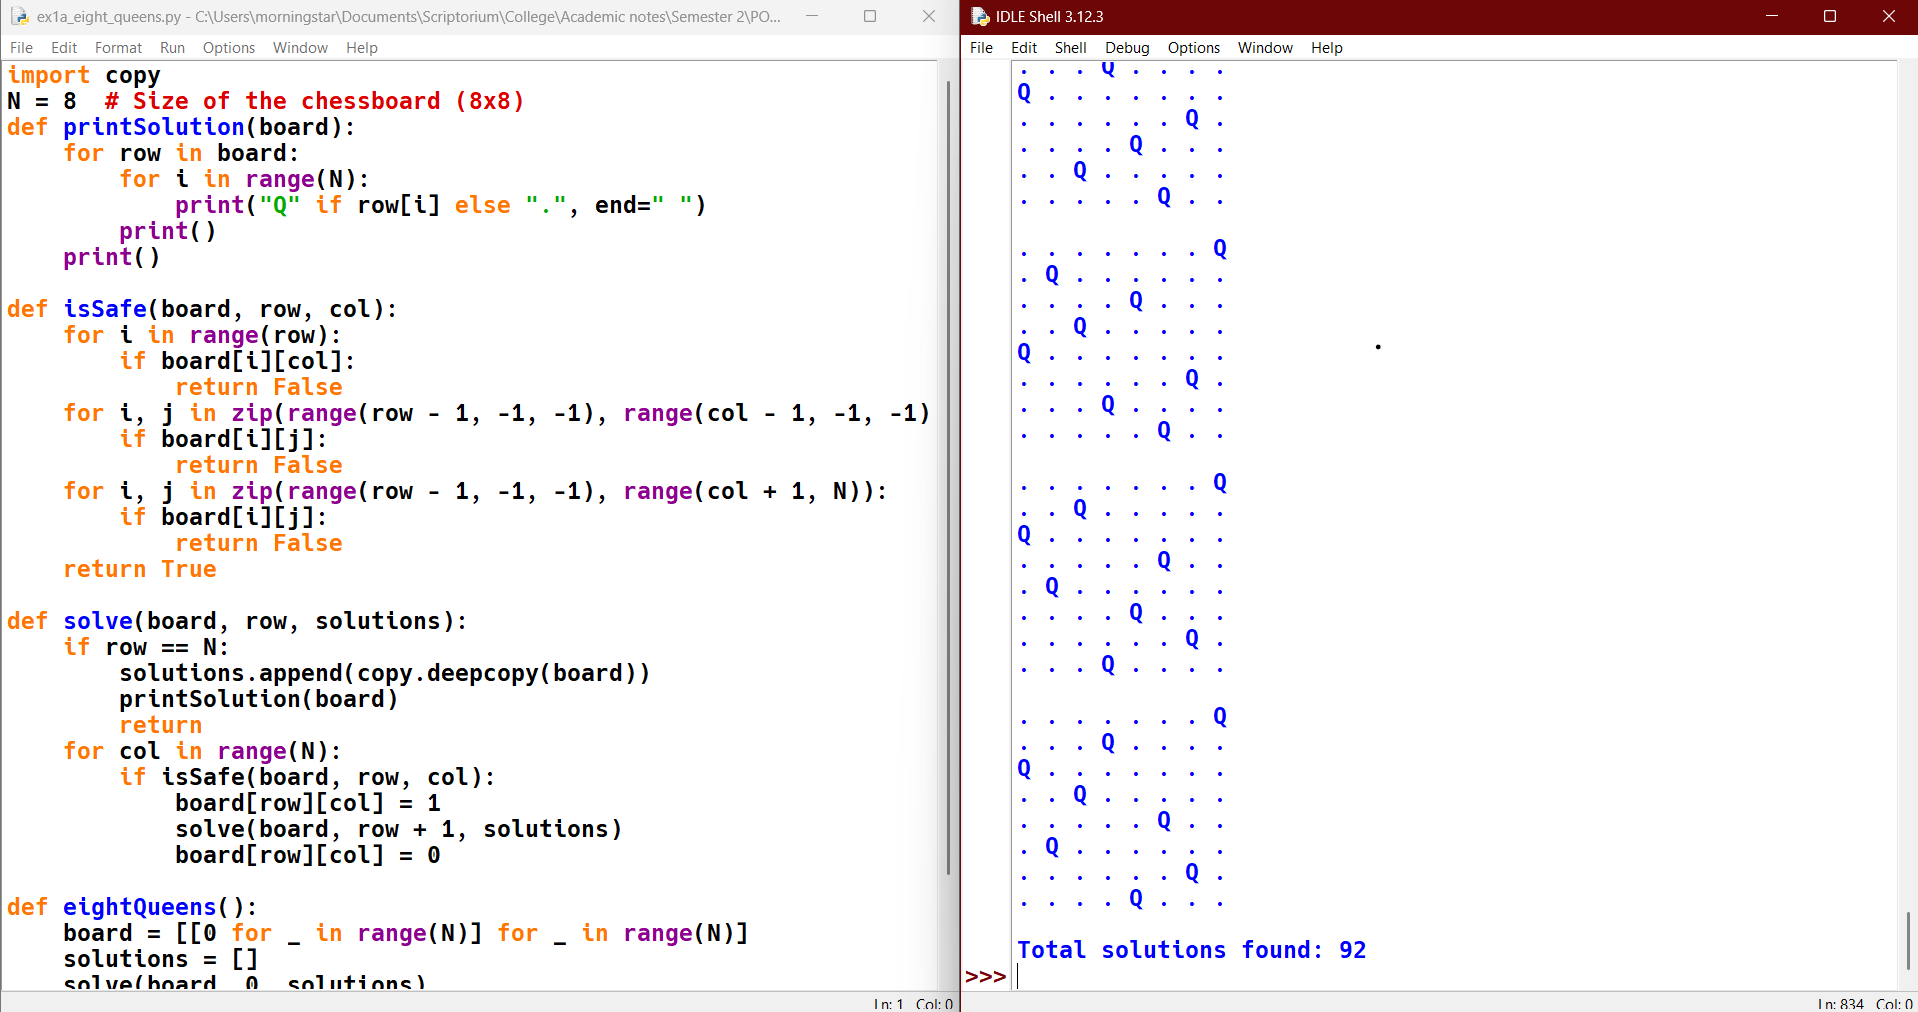 ex1a_eight_queens.py - C:\Users\morningstar\Documents\Scriptorium\College\Academic notes\Semester 2\PO...
File Edit Format Run Options Window Help
import copy
N = 8  # Size of the chessboard (8x8)
def printSolution(board):
    for row in board:
        for i in range(N):
            print("Q" if row[i] else ".", end=" ")
        print()
    print()

def isSafe(board, row, col):
    for i in range(row):
        if board[i][col]:
            return False
    for i, j in zip(range(row - 1, -1, -1), range(col - 1, -1, -1)
        if board[i][j]:
            return False
    for i, j in zip(range(row - 1, -1, -1), range(col + 1, N)):
        if board[i][j]:
            return False
    return True

def solve(board, row, solutions):
    if row == N:
        solutions.append(copy.deepcopy(board))
        printSolution(board)
        return
    for col in range(N):
        if isSafe(board, row, col):
            board[row][col] = 1
            solve(board, row + 1, solutions)
            board[row][col] = 0

def eightQueens():
    board = [[0 for _ in range(N)] for _ in range(N)]
    solutions = []
    solve(board, 0, solutions)
Ln: 1 Col: 0
IDLE Shell 3.12.3
File Edit Shell Debug Options Window Help
. . . Q . . . .
Q . . . . . . .
. . . . . . Q .
. . . . Q . . .
. . Q . . . . .
. . . . . Q . .

. . . . . . . Q
. Q . . . . . .
. . . . Q . . .
. . Q . . . . .
Q . . . . . . .
. . . . . . Q .
. . . Q . . . .
. . . . . Q . .

. . . . . . . Q
. . Q . . . . .
Q . . . . . . .
. . . . . Q . .
. Q . . . . . .
. . . . Q . . .
. . . . . . Q .
. . . Q . . . .

. . . . . . . Q
. . . Q . . . .
Q . . . . . . .
. . Q . . . . .
. . . . . Q . .
. Q . . . . . .
. . . . . . Q .
. . . . Q . . .

Total solutions found: 92
>>>
Ln: 834 Col: 0